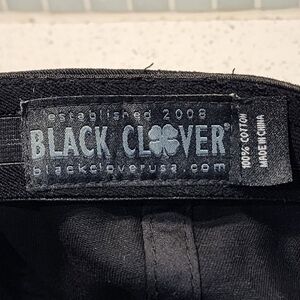 established 2008
BLACK CLOVER®
blackcloverusa.com
100% COTTON
MADE IN CHINA